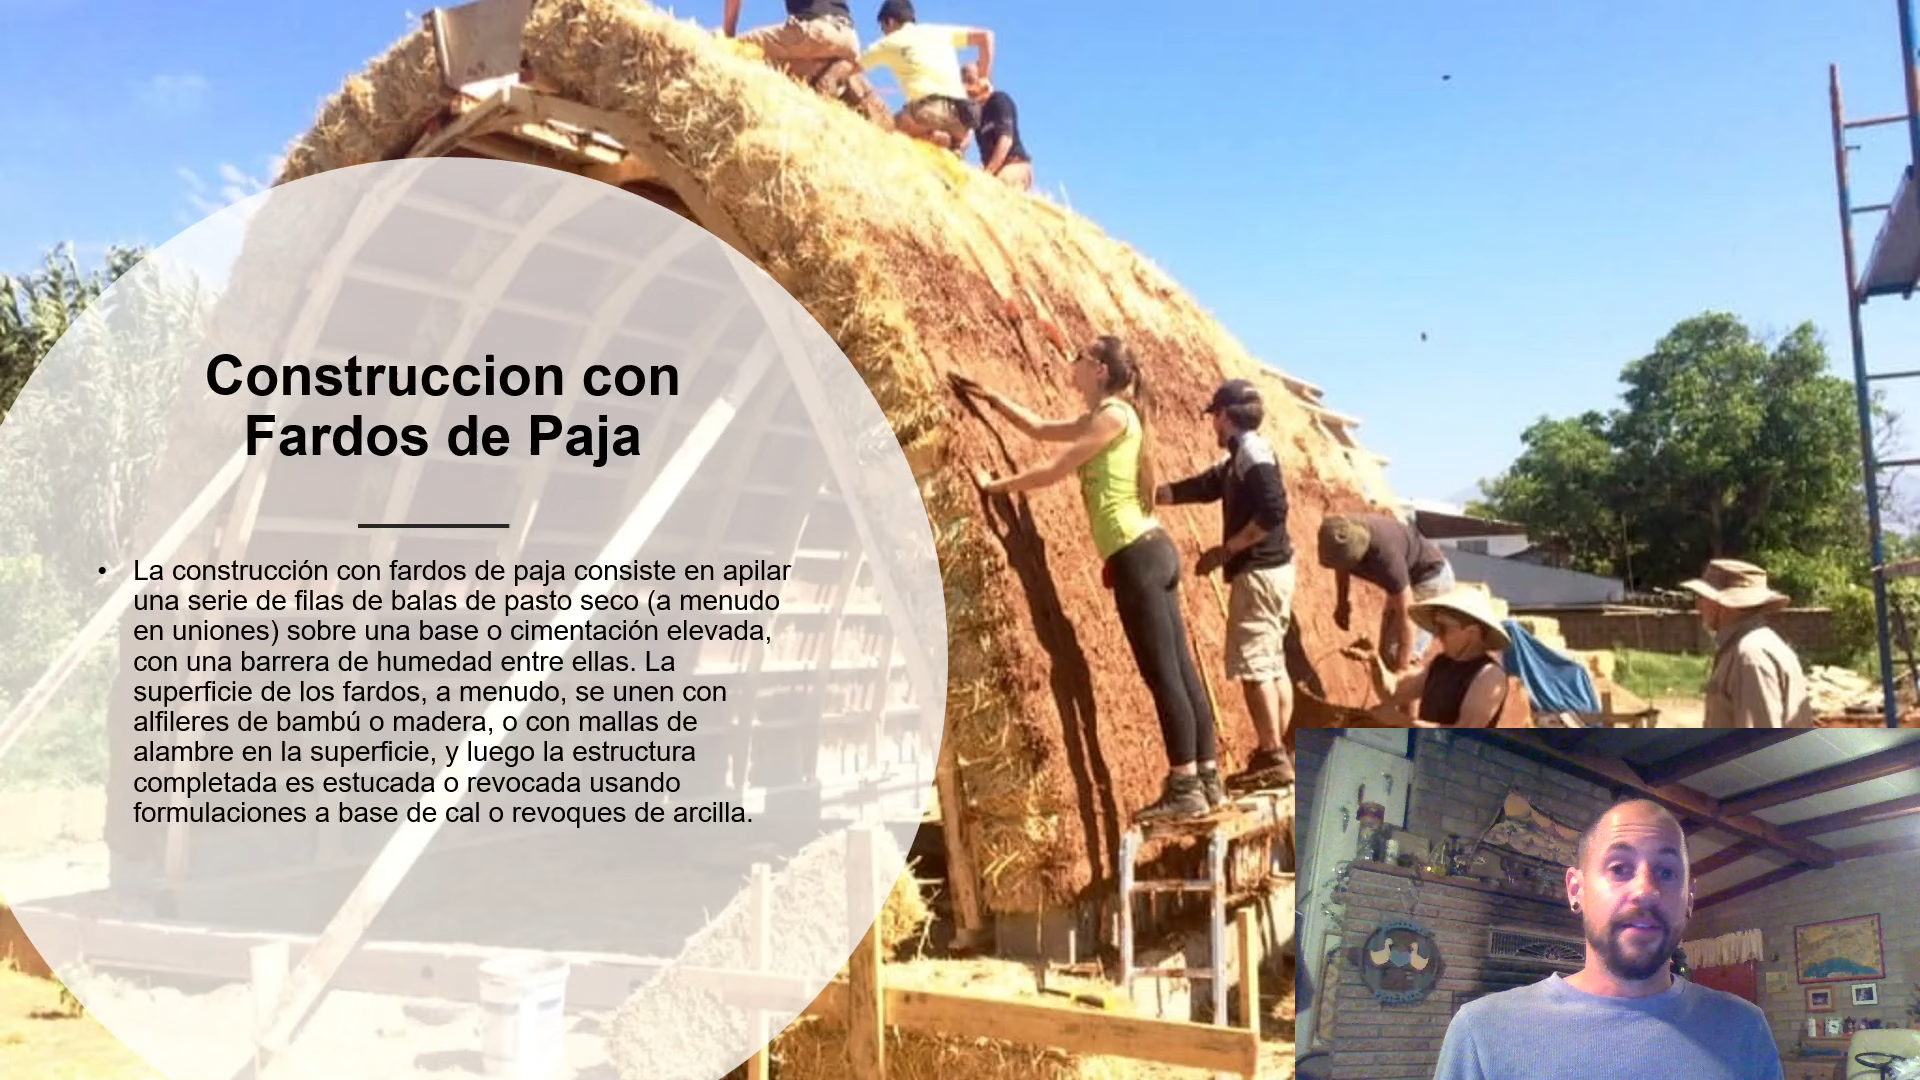 Construccion con
Fardos de Paja
• La construcción con fardos de paja consiste en apilar
una serie de filas de balas de pasto seco (a menudo
en uniones) sobre una base o cimentación elevada,
con una barrera de humedad entre ellas. La
superficie de los fardos, a menudo, se unen con
alfileres de bambú o madera, o con mallas de
alambre en la superficie, y luego la estructura
completada es estucada o revocada usando
formulaciones a base de cal o revoques de arcilla.